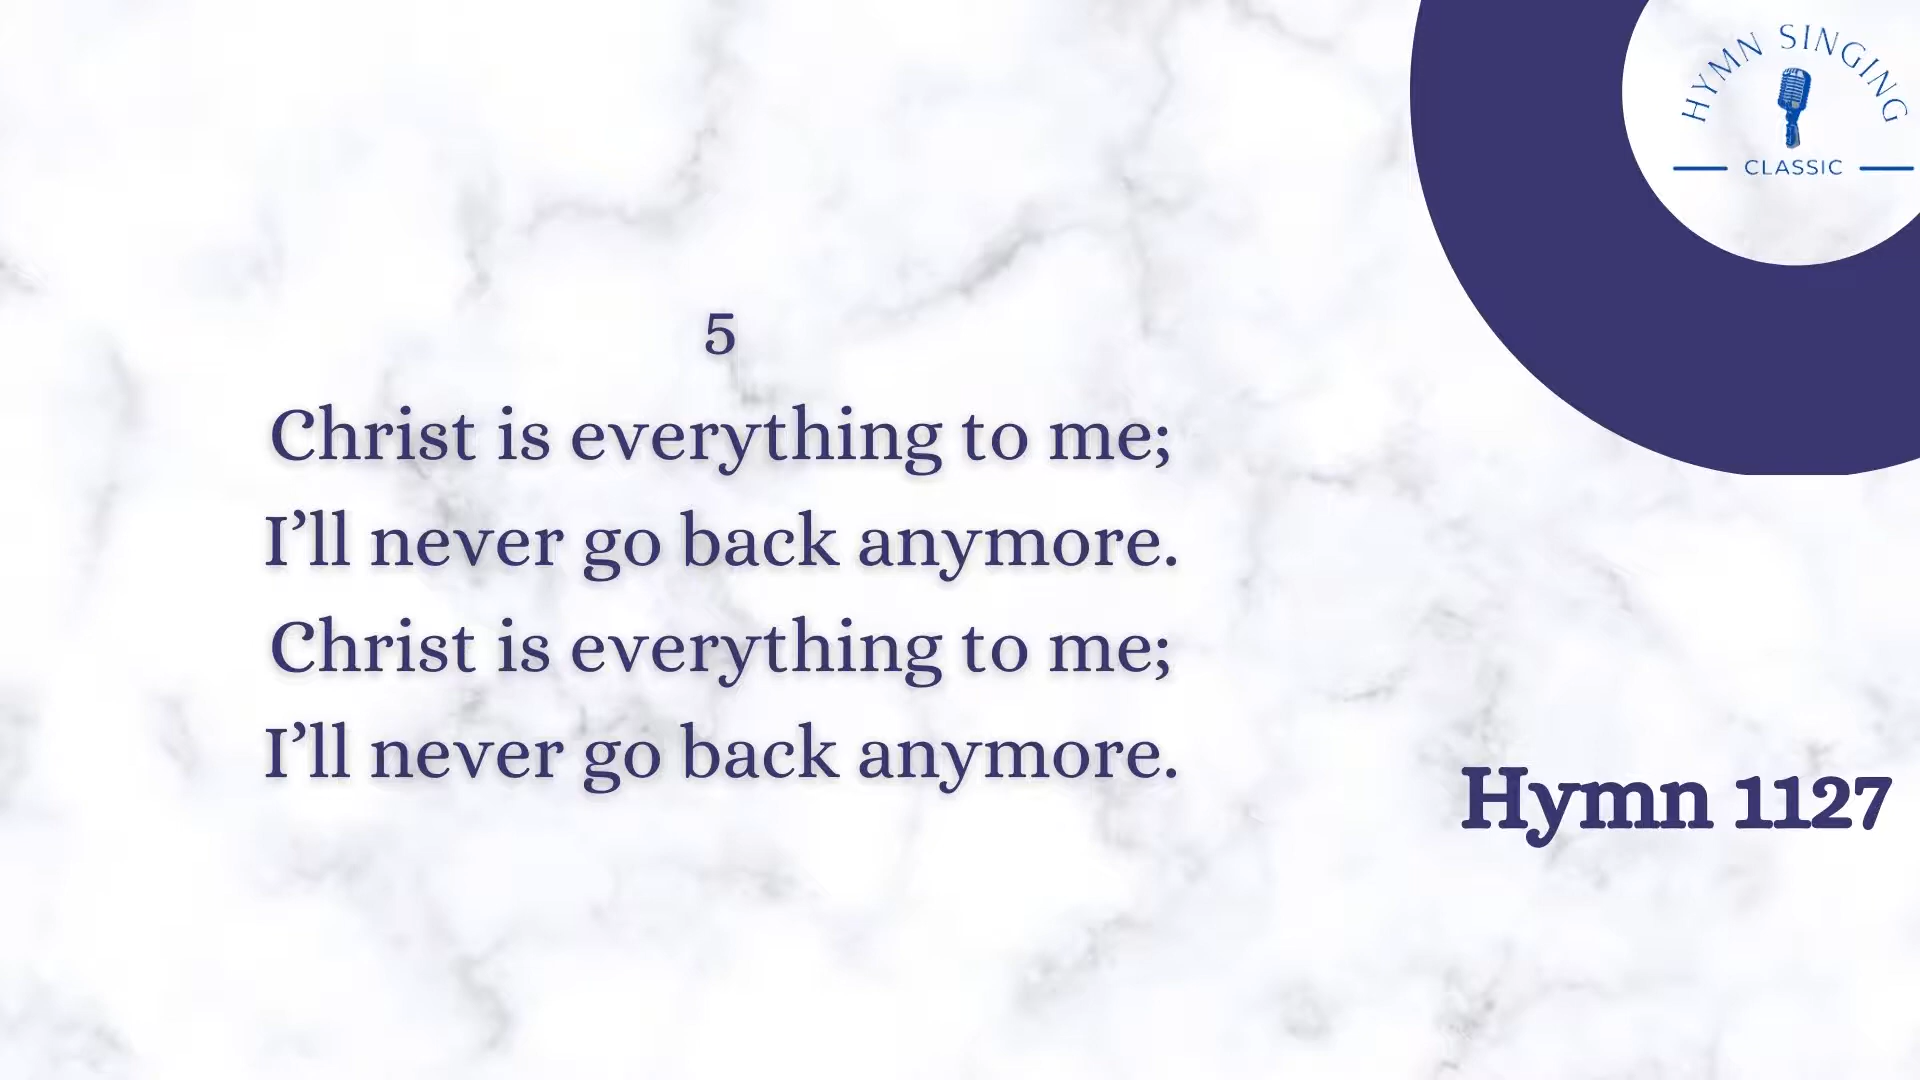 HYMN SINGING
CLASSIC
5
Christ is everything to me;
I’ll never go back anymore.
Christ is everything to me;
I’ll never go back anymore.
Hymn 1127